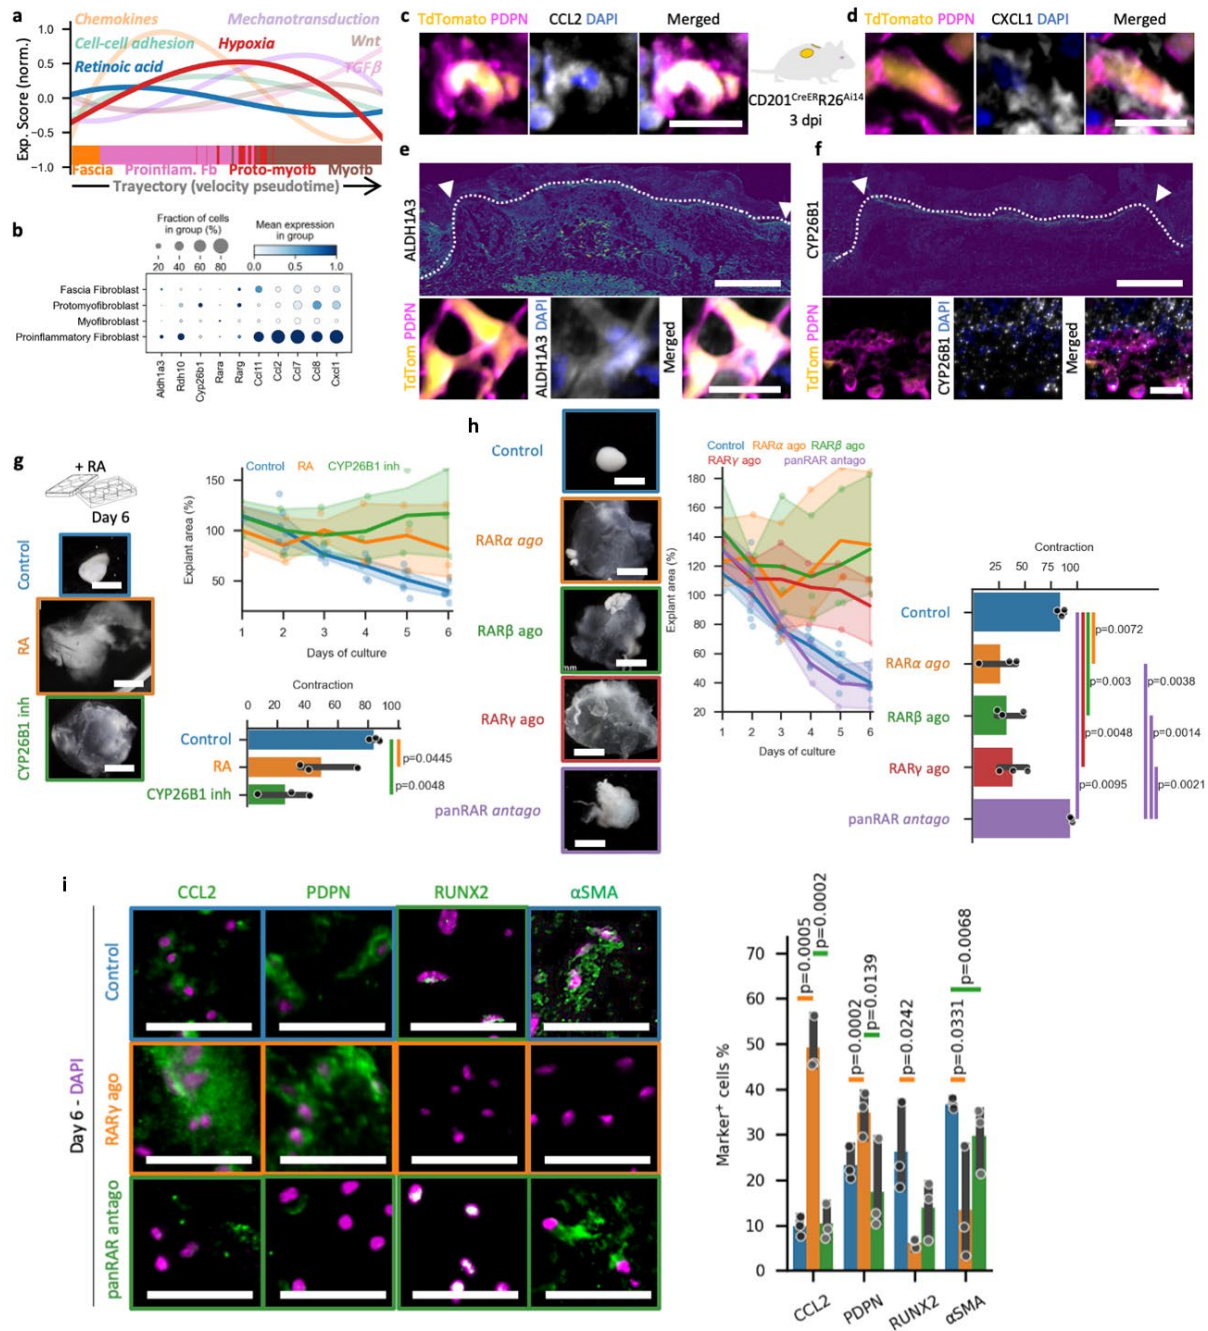 a
Chemokines Mechanotransduction
Cell-cell adhesion Hypoxia Wnt
Retinoic acid TGFβ
Exp. Score (norm.)
1.0
0.5
0.0
−0.5
−1.0
Fascia Proinflam. Fb Proto-myofb Myofb
Trayectory (velocity pseudotime)
b
Fraction of cells
in group (%)
20 40 60 80
Mean expression
in group
0.0 0.5 1.0
Fascia Fibroblast
Protomyofibroblast
Myofibroblast
Proinflammatory Fibroblast
Aldh1a3
Rdh10
Cyp26b1
Rara
Rarg
Ccl11
Ccl2
Ccl7
Ccl8
Cxcl1
c
TdTomato PDPN CCL2 DAPI Merged
CD201CreERR26Ai14
3 dpi
d
TdTomato PDPN CXCL1 DAPI Merged
e
ALDH1A3
TdTom PDPN
ALDH1A3 DAPI
Merged
f
CYP26B1
TdTom PDPN
CYP26B1 DAPI
Merged
g
+ RA
Day 6
Control
RA
CYP26B1 inh
Control RA CYP26B1 inh
Explant area (%)
150
100
50
1 2 3 4 5 6
Days of culture
Contraction
0 20 40 60 80 100
Control
RA
CYP26B1 inh
p=0.0445
p=0.0048
h
Control
RARα ago
RARβ ago
mm
RARγ ago
panRAR antago
Control RARα ago RARβ ago
RARγ ago panRAR antago
Explant area (%)
180
160
140
120
100
80
60
40
20
1 2 3 4 5 6
Days of culture
Contraction
25 50 75 100
Control
RARα ago
RARβ ago
RARγ ago
panRAR antago
p=0.0072
p=0.003
p=0.0038
p=0.0048
p=0.0014
p=0.0095
p=0.0021
i
CCL2 PDPN RUNX2 αSMA
Day 6 - DAPI
Control
RARγ ago
panRAR antago
Marker⁺ cells %
70
60
50
40
30
20
10
0
p=0.0005
p=0.0002
p=0.0002
p=0.0139
p=0.0242
p=0.0331
p=0.0068
CCL2
PDPN
RUNX2
αSMA